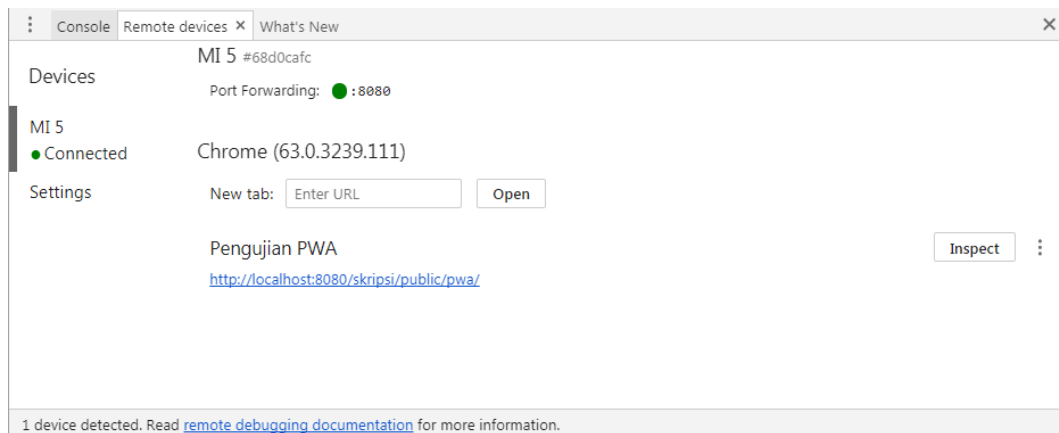 Console Remote devices × What's New ×
Devices
MI 5 #68d0cafc
Port Forwarding: :8080
MI 5
Connected
Settings
Chrome (63.0.3239.111)
New tab: Enter URL Open
Pengujian PWA Inspect
http://localhost:8080/skripsi/public/pwa/
1 device detected. Read remote debugging documentation for more information.